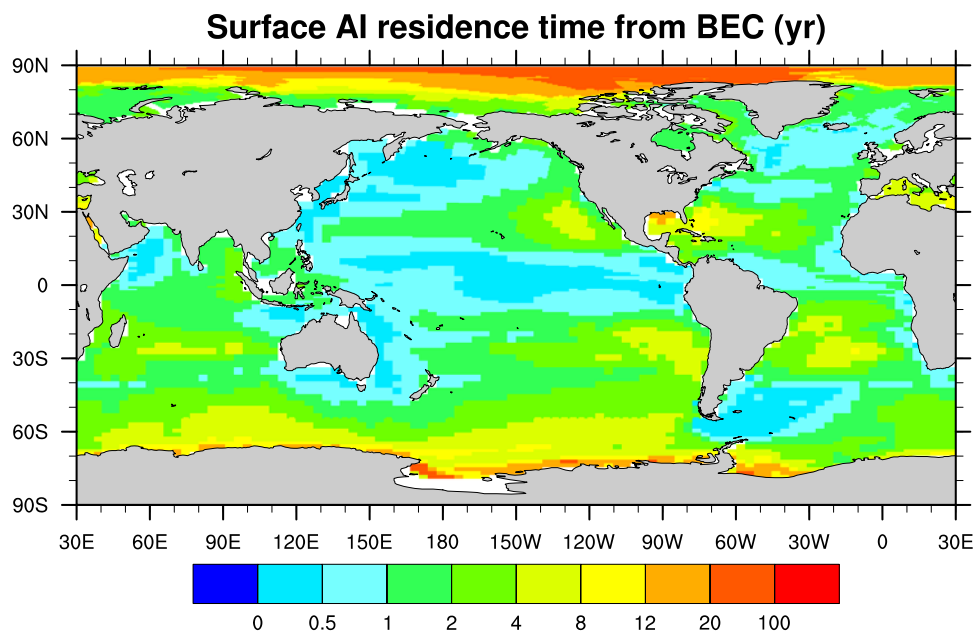 Surface Al residence time from BEC (yr)
90N
60N
30N
0
30S
60S
90S
30E 60E 90E 120E 150E 180 150W 120W 90W 60W 30W 0 30E
0 0.5 1 2 4 8 12 20 100